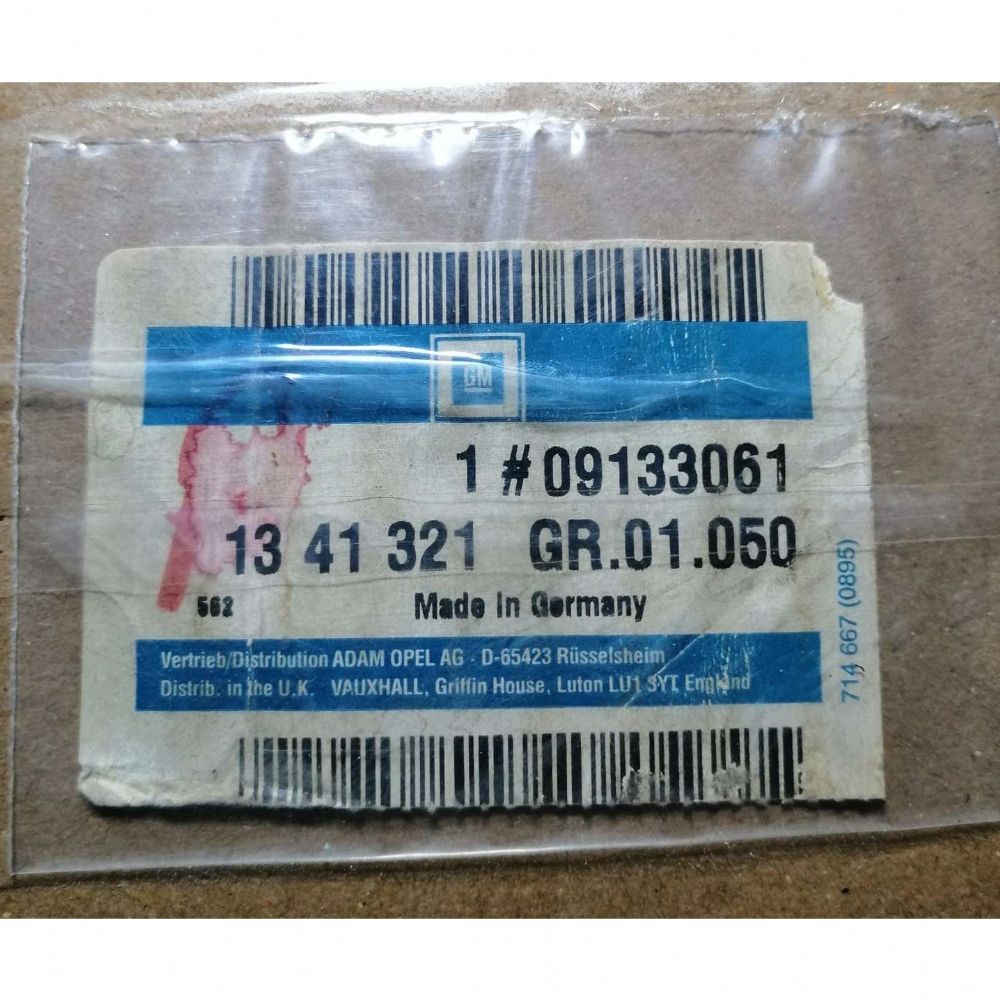 GM
1 # 09133061
13 41 321 GR.01.050
562 Made in Germany
Vertrieb/Distribution ADAM OPEL AG · D-65423 Rüsselsheim
Distrib. in the U.K. VAUXHALL, Griffin House, Luton LU1 3YT England
714 667 (0895)